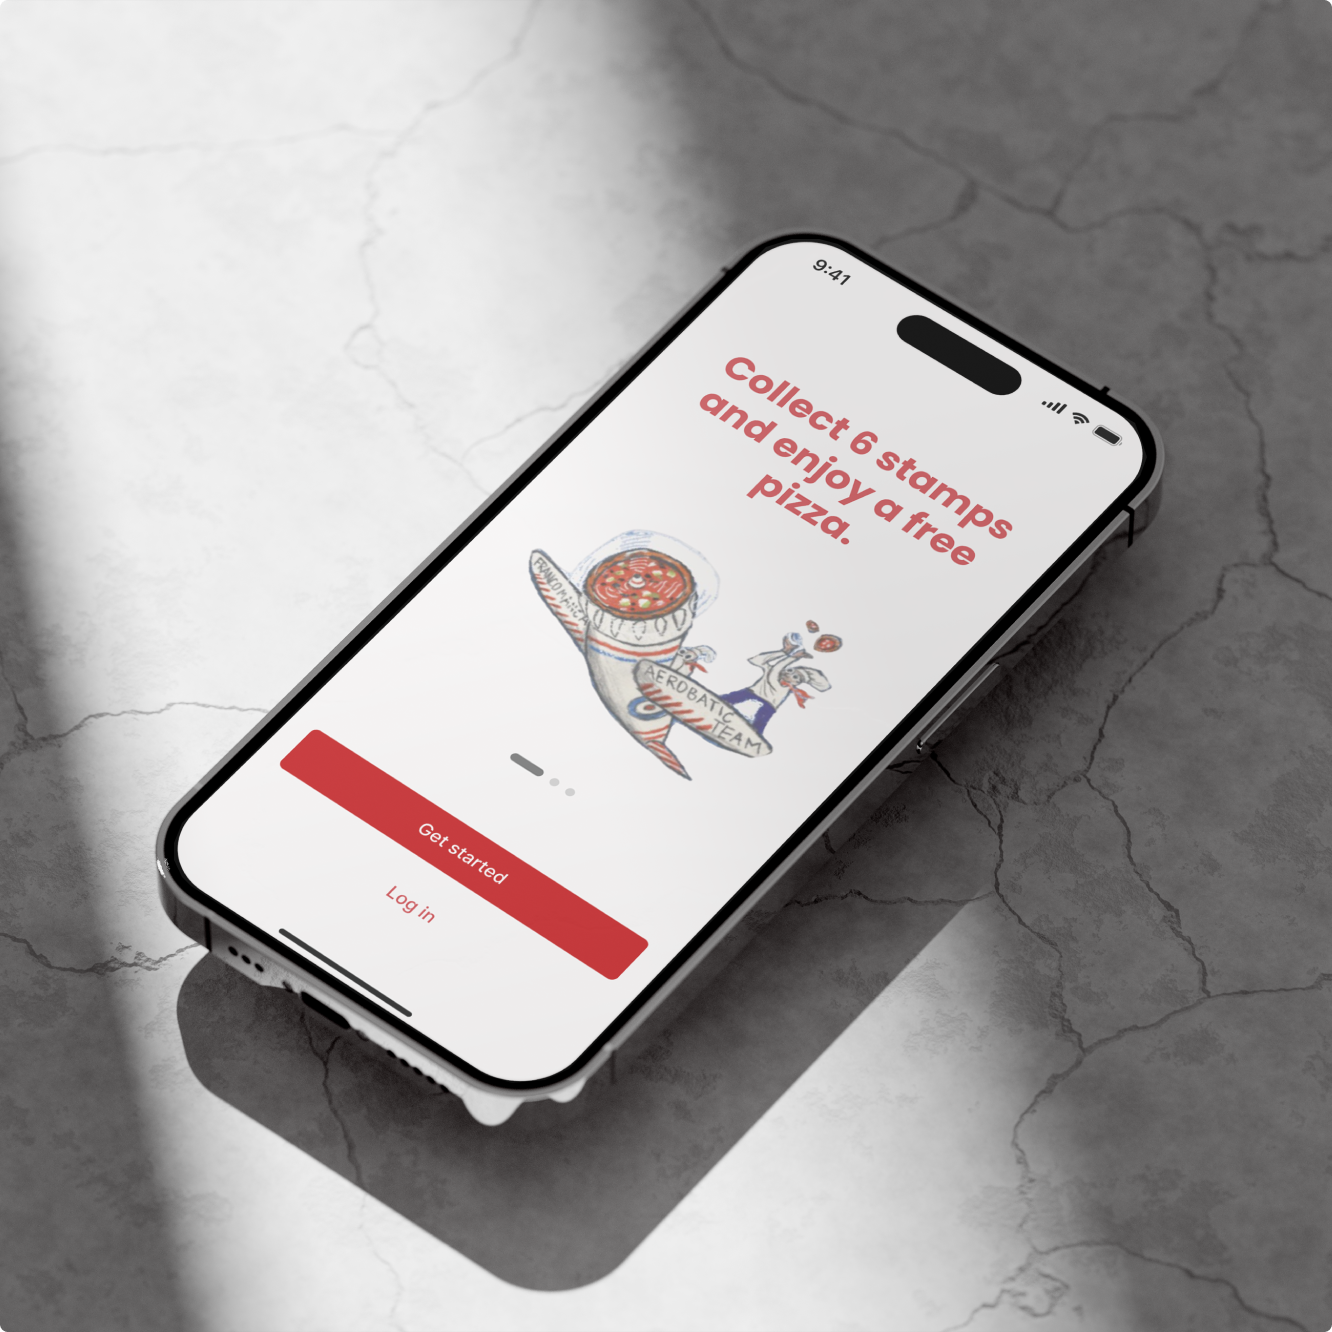 9:41
Collect 6 stamps
and enjoy a free
pizza.
FRANCO MANCA
AEROBATIC
TEAM
Get started
Log in